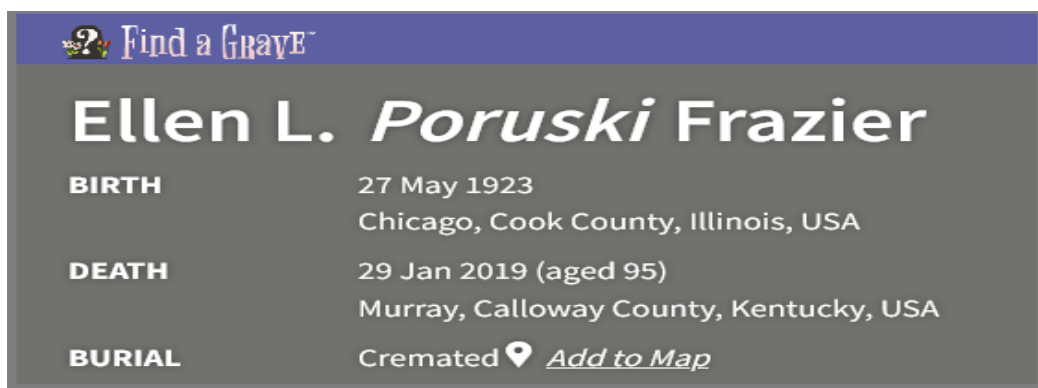 Find a Grave™
Ellen L. Poruski Frazier
BIRTH 27 May 1923
Chicago, Cook County, Illinois, USA
DEATH 29 Jan 2019 (aged 95)
Murray, Calloway County, Kentucky, USA
BURIAL Cremated Add to Map